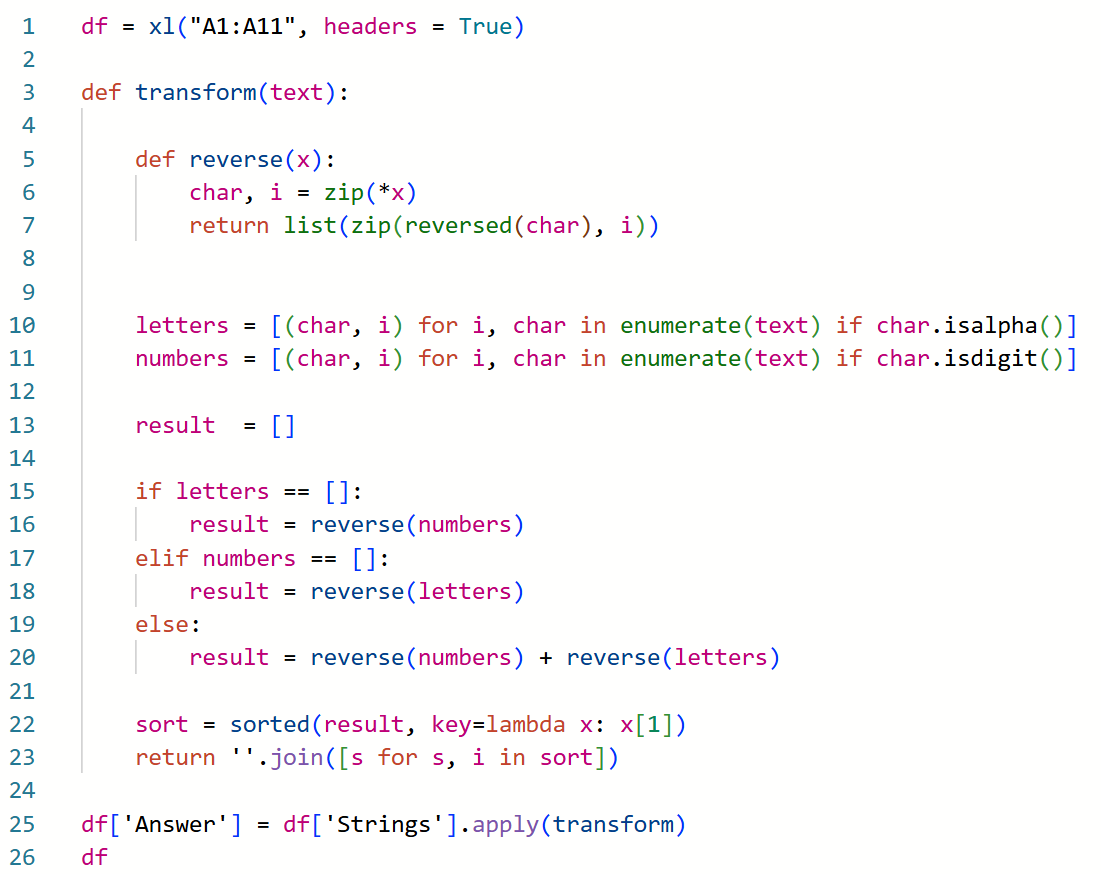 1 df = xl("A1:A11", headers = True)
2
3 def transform(text):
4
5     def reverse(x):
6         char, i = zip(*x)
7         return list(zip(reversed(char), i))
8
9
10     letters = [(char, i) for i, char in enumerate(text) if char.isalpha()]
11     numbers = [(char, i) for i, char in enumerate(text) if char.isdigit()]
12
13     result  = []
14
15     if letters == []:
16         result = reverse(numbers)
17     elif numbers == []:
18         result = reverse(letters)
19     else:
20         result = reverse(numbers) + reverse(letters)
21
22     sort = sorted(result, key=lambda x: x[1])
23     return ''.join([s for s, i in sort])
24
25 df['Answer'] = df['Strings'].apply(transform)
26 df